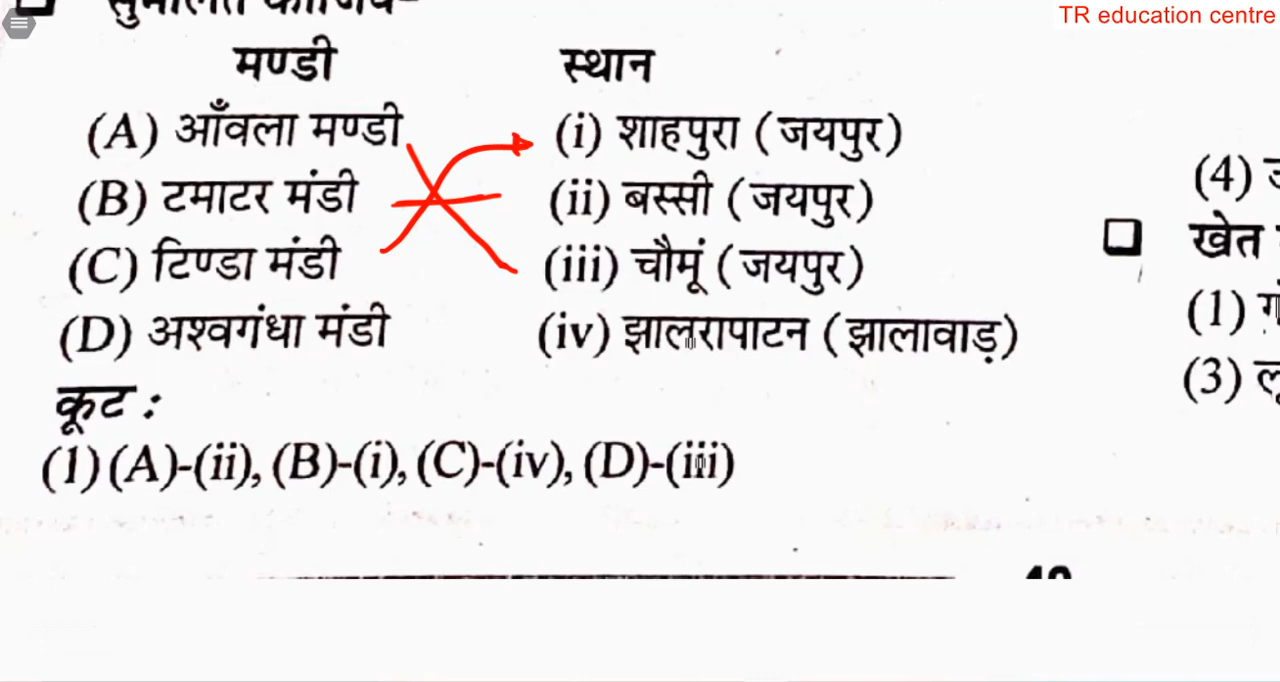 TR education centre
सुमेलित कीजिये-
मण्डी स्थान
(A) आँवला मण्डी (i) शाहपुरा (जयपुर)
(B) टमाटर मंडी (ii) बस्सी (जयपुर)
(C) टिण्डा मंडी (iii) चौमूं (जयपुर)
(D) अश्वगंधा मंडी (iv) झालरापाटन (झालावाड़)
कूट :
(1) (A)-(ii), (B)-(i), (C)-(iv), (D)-(iii)
(4)
खेत
(1)
(3)